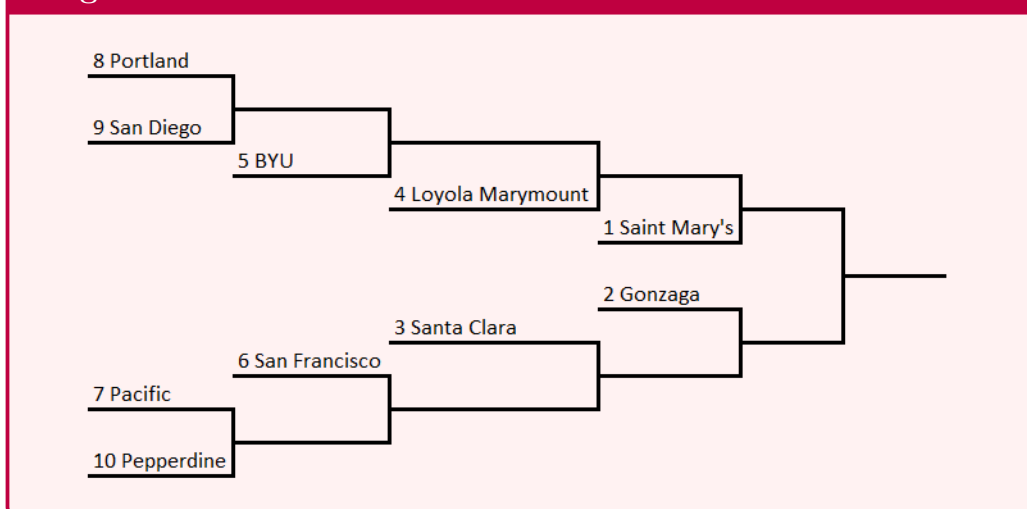 8 Portland
9 San Diego
5 BYU
4 Loyola Marymount
1 Saint Mary's
2 Gonzaga
3 Santa Clara
6 San Francisco
7 Pacific
10 Pepperdine